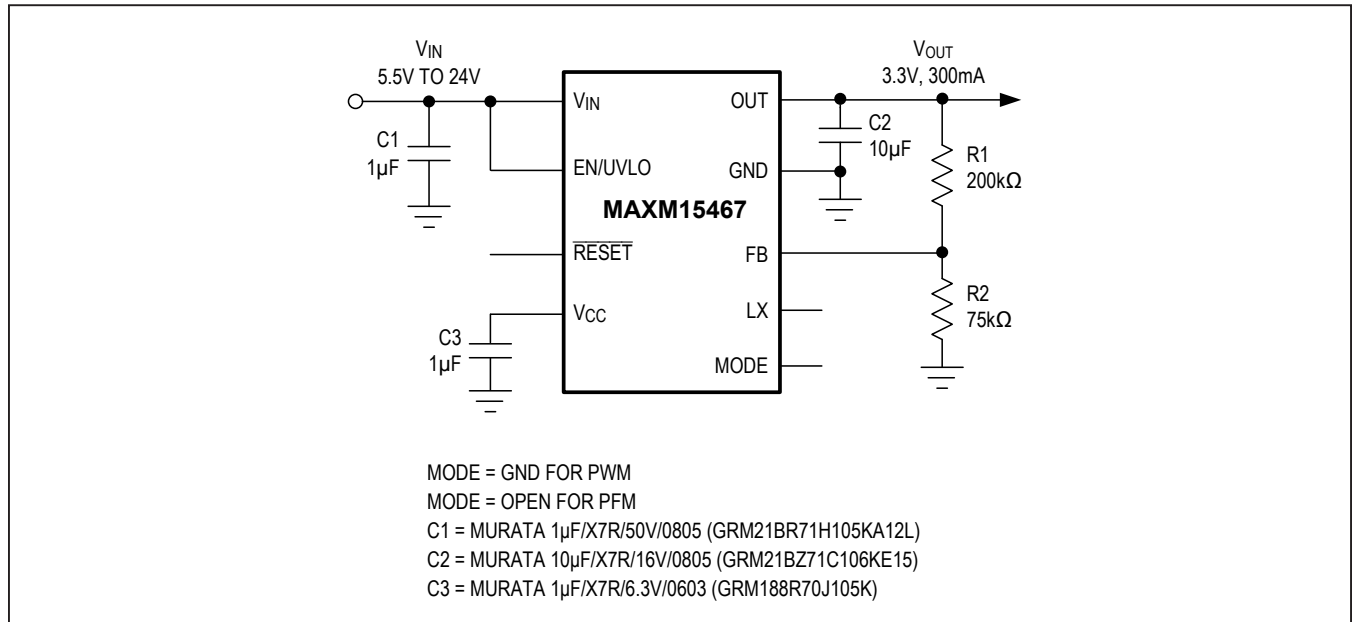 VIN
5.5V TO 24V
VOUT
3.3V, 300mA
VIN
OUT
C1
1µF
C2
10µF
R1
200kΩ
EN/UVLO
GND
MAXM15467
RESET
FB
VCC
LX
R2
75kΩ
C3
1µF
MODE
MODE = GND FOR PWM
MODE = OPEN FOR PFM
C1 = MURATA 1µF/X7R/50V/0805 (GRM21BR71H105KA12L)
C2 = MURATA 10µF/X7R/16V/0805 (GRM21BZ71C106KE15)
C3 = MURATA 1µF/X7R/6.3V/0603 (GRM188R70J105K)